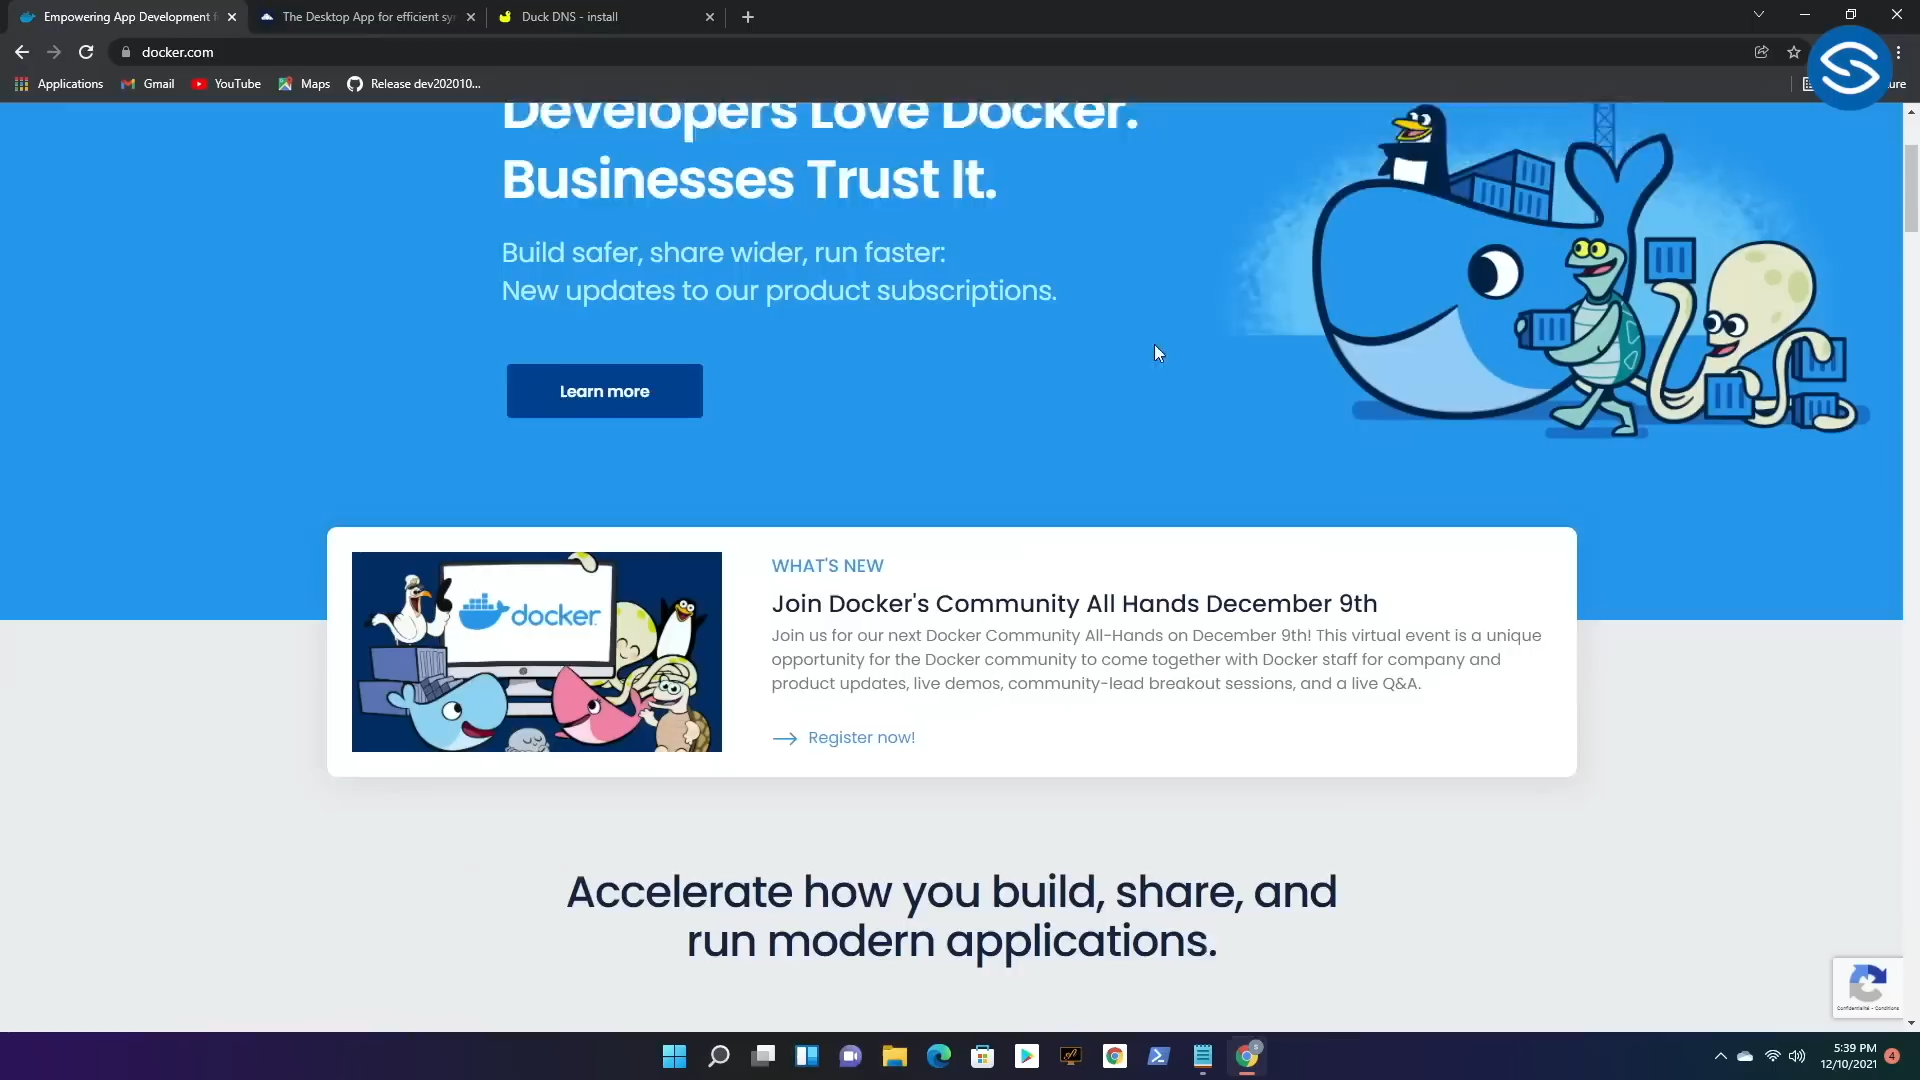 Empowering App Development f
The Desktop App for efficient sy
Duck DNS - install
docker.com
Applications
Gmail
YouTube
Maps
Release dev202010...
ure
Developers Love Docker.
Businesses Trust It.
Build safer, share wider, run faster:
New updates to our product subscriptions.
Learn more
docker
WHAT'S NEW
Join Docker's Community All Hands December 9th
Join us for our next Docker Community All-Hands on December 9th! This virtual event is a unique
opportunity for the Docker community to come together with Docker staff for company and
product updates, live demos, community-lead breakout sessions, and a live Q&A.
Register now!
Accelerate how you build, share, and
run modern applications.
Confidentialité - Conditions
5:39 PM
12/10/2021
4